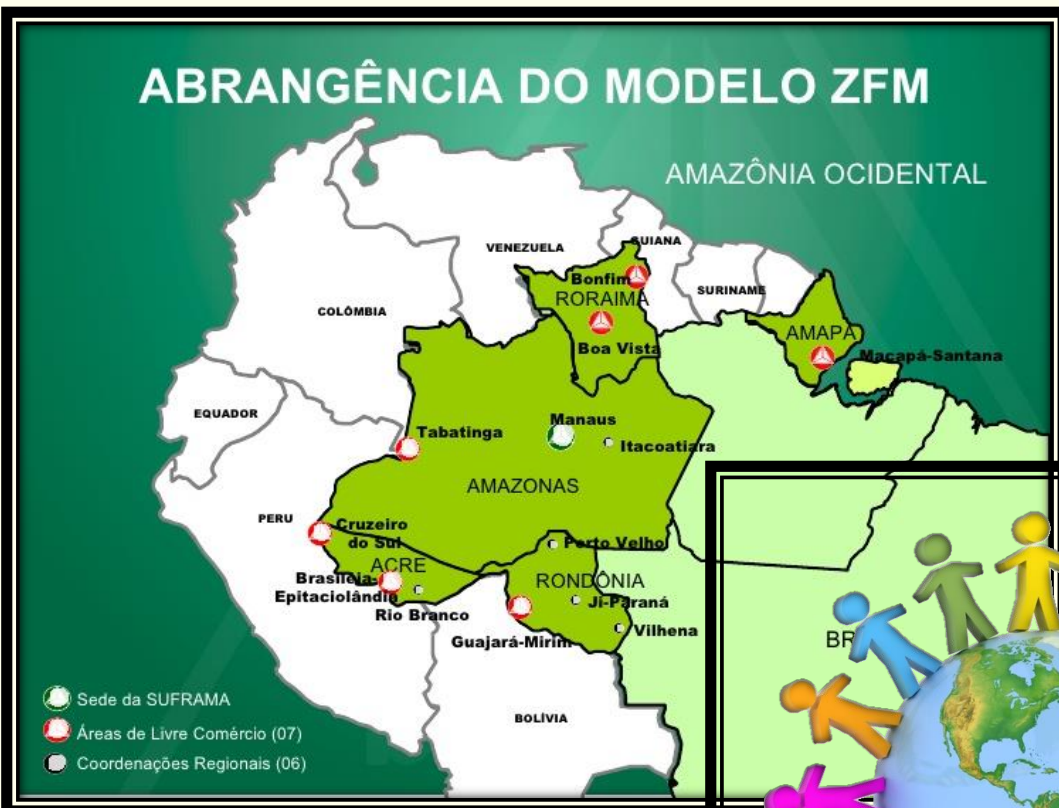 ABRANGÊNCIA DO MODELO ZFM
AMAZÔNIA OCIDENTAL
VENEZUELA
GUIANA
SURINAME
COLÔMBIA
Bonfim
RORAIMA
Boa Vista
AMAPÁ
Macapá-Santana
EQUADOR
Tabatinga
Manaus
Itacoatiara
AMAZONAS
PERU
Cruzeiro
do Sul
Porto Velho
ACRE
Brasiléia-
Epitaciolândia
Rio Branco
RONDÔNIA
Ji-Paraná
Guajará-Mirim
Vilhena
BOLÍVIA
Sede da SUFRAMA
Áreas de Livre Comércio (07)
Coordenações Regionais (06)